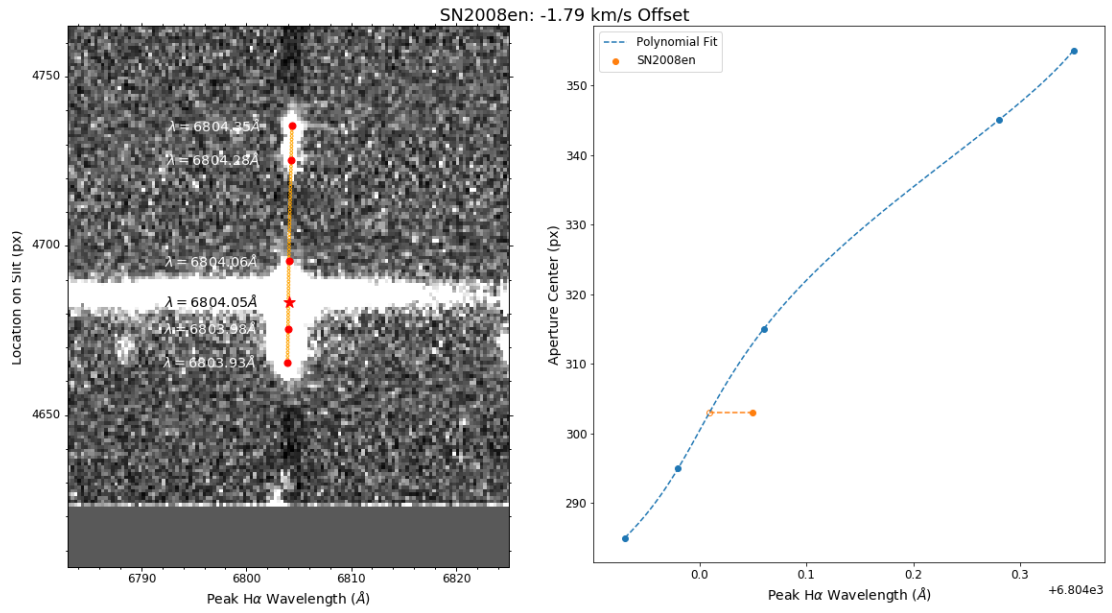 SN2008en: -1.79 km/s Offset
Location on Slit (px)
4750
4700
4650
λ = 6804.35Å
λ = 6804.28Å
λ = 6804.06Å
λ = 6804.05Å
λ = 6803.98Å
λ = 6803.93Å
6790 6800 6810 6820
Peak Hα Wavelength (Å)
Polynomial Fit
SN2008en
Aperture Center (px)
350
340
330
320
310
300
290
0.0 0.1 0.2 0.3
+6.804e3
Peak Hα Wavelength (Å)